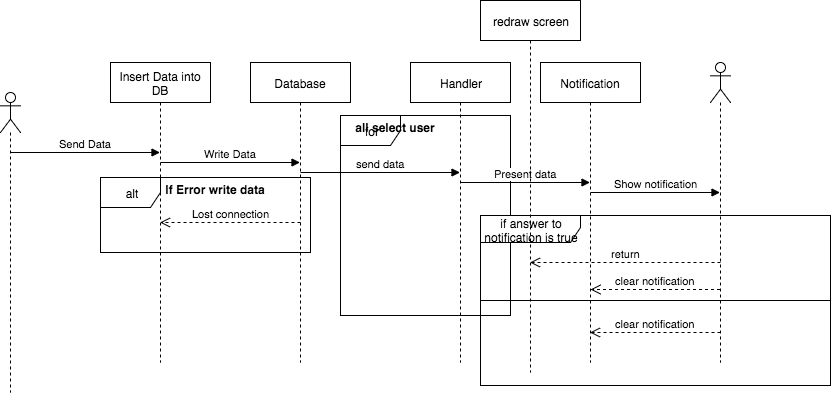 redraw screen
Insert Data into
DB
Database
Handler
Notification
all select user
for
Send Data
Write Data
send data
Present data
Show notification
alt
If Error write data
Lost connection
if answer to
notification is true
return
clear notification
clear notification